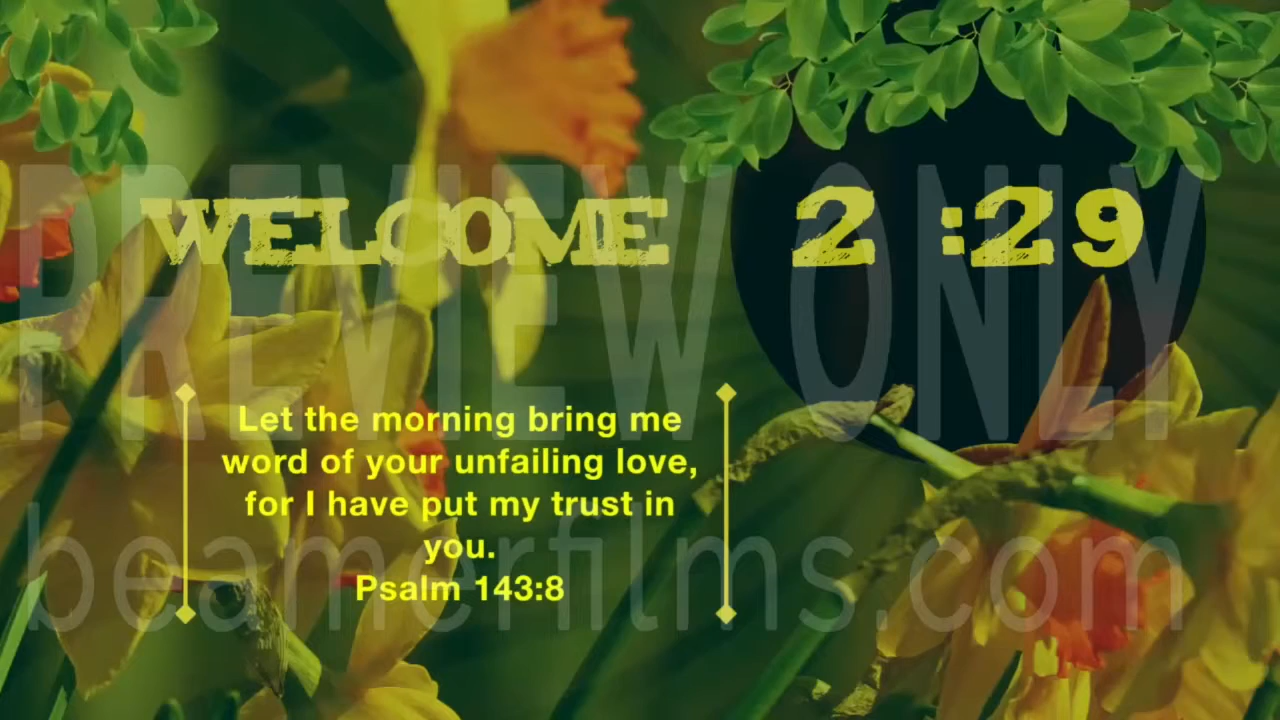 PREVIEW ONLY
WELCOME
2 :29
Let the morning bring me
word of your unfailing love,
for I have put my trust in
you.
Psalm 143:8
beamerfilms.com